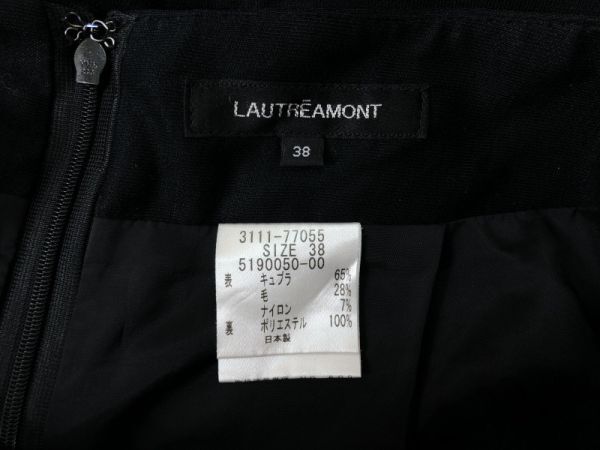 LAUTRĒAMONT
38
3111-77055
SIZE 38
5190050-00
表 キュプラ 65%
毛 28%
ナイロン 7%
裏 ポリエステル 100%
日本製